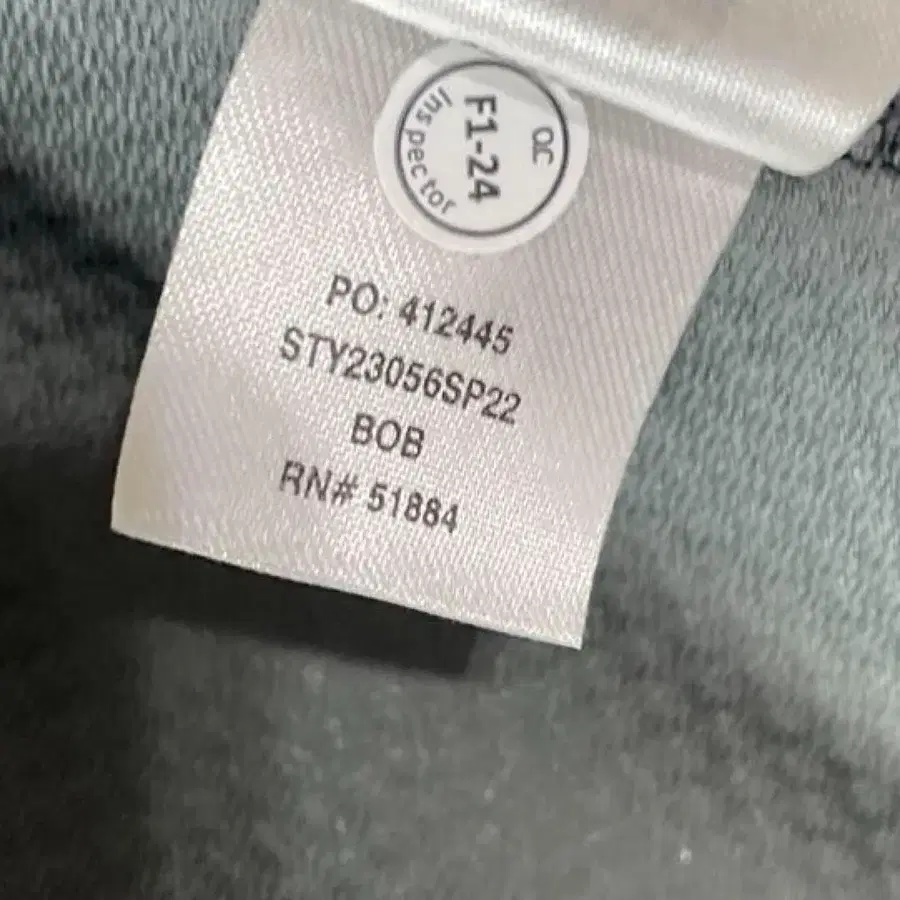 QC
F1-24
Inspector
PO: 412445
STY23056SP22
BOB
RN# 51884